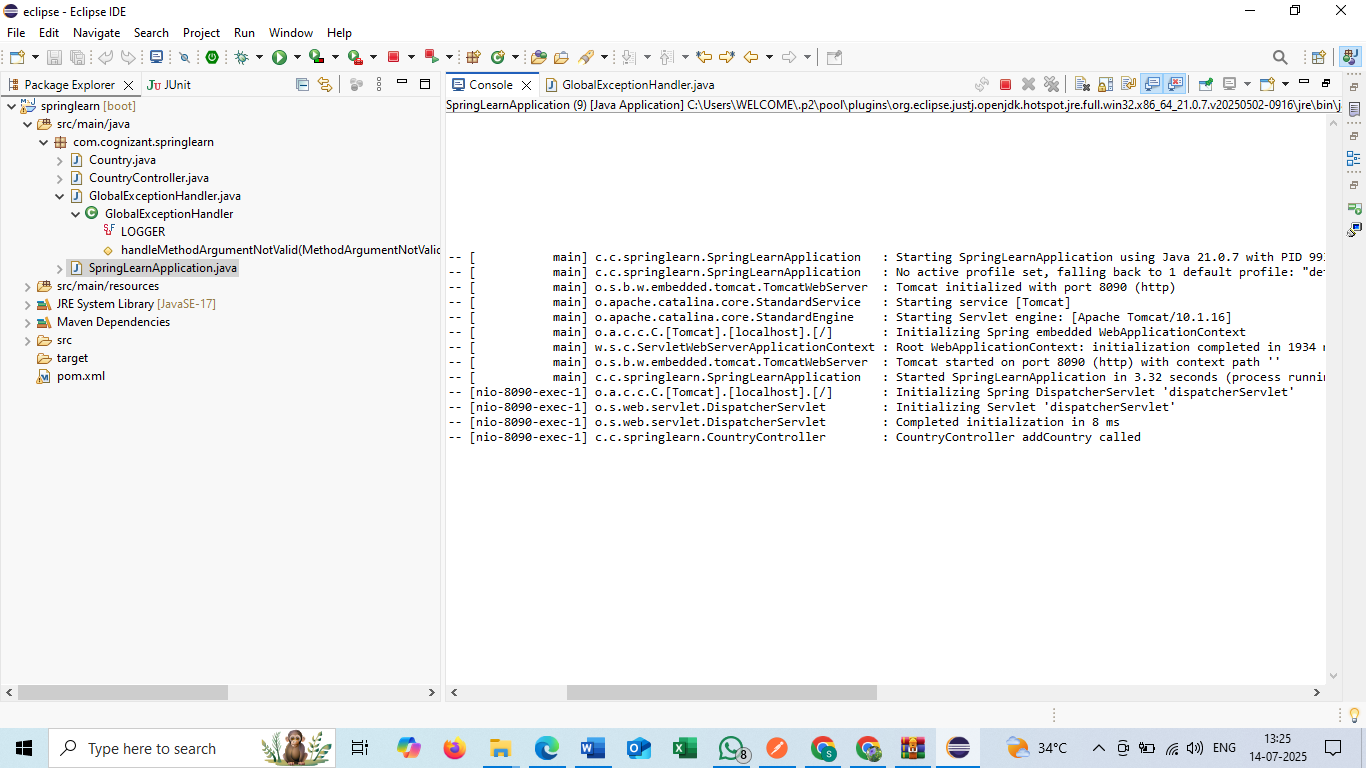 eclipse - Eclipse IDE
File Edit Navigate Search Project Run Window Help
Package Explorer
JUnit
springlearn [boot]
src/main/java
com.cognizant.springlearn
Country.java
CountryController.java
GlobalExceptionHandler.java
GlobalExceptionHandler
LOGGER
handleMethodArgumentNotValid(MethodArgumentNotValid
SpringLearnApplication.java
src/main/resources
JRE System Library [JavaSE-17]
Maven Dependencies
src
target
pom.xml
Console
GlobalExceptionHandler.java
SpringLearnApplication (9) [Java Application] C:\Users\WELCOME\.p2\pool\plugins\org.eclipse.justj.openjdk.hotspot.jre.full.win32.x86_64_21.0.7.v20250502-0916\jre\bin\j
-- [           main] c.c.springlearn.SpringLearnApplication   : Starting SpringLearnApplication using Java 21.0.7 with PID 99
-- [           main] c.c.springlearn.SpringLearnApplication   : No active profile set, falling back to 1 default profile: "de
-- [           main] o.s.b.w.embedded.tomcat.TomcatWebServer  : Tomcat initialized with port 8090 (http)
-- [           main] o.apache.catalina.core.StandardService   : Starting service [Tomcat]
-- [           main] o.apache.catalina.core.StandardEngine    : Starting Servlet engine: [Apache Tomcat/10.1.16]
-- [           main] o.a.c.c.C.[Tomcat].[localhost].[/]       : Initializing Spring embedded WebApplicationContext
-- [           main] w.s.c.ServletWebServerApplicationContext : Root WebApplicationContext: initialization completed in 1934
-- [           main] o.s.b.w.embedded.tomcat.TomcatWebServer  : Tomcat started on port 8090 (http) with context path ''
-- [           main] c.c.springlearn.SpringLearnApplication   : Started SpringLearnApplication in 3.32 seconds (process runni
-- [nio-8090-exec-1] o.a.c.c.C.[Tomcat].[localhost].[/]       : Initializing Spring DispatcherServlet 'dispatcherServlet'
-- [nio-8090-exec-1] o.s.web.servlet.DispatcherServlet        : Initializing Servlet 'dispatcherServlet'
-- [nio-8090-exec-1] o.s.web.servlet.DispatcherServlet        : Completed initialization in 8 ms
-- [nio-8090-exec-1] c.c.springlearn.CountryController        : CountryController addCountry called
Type here to search
8
34°C
ENG
13:25
14-07-2025